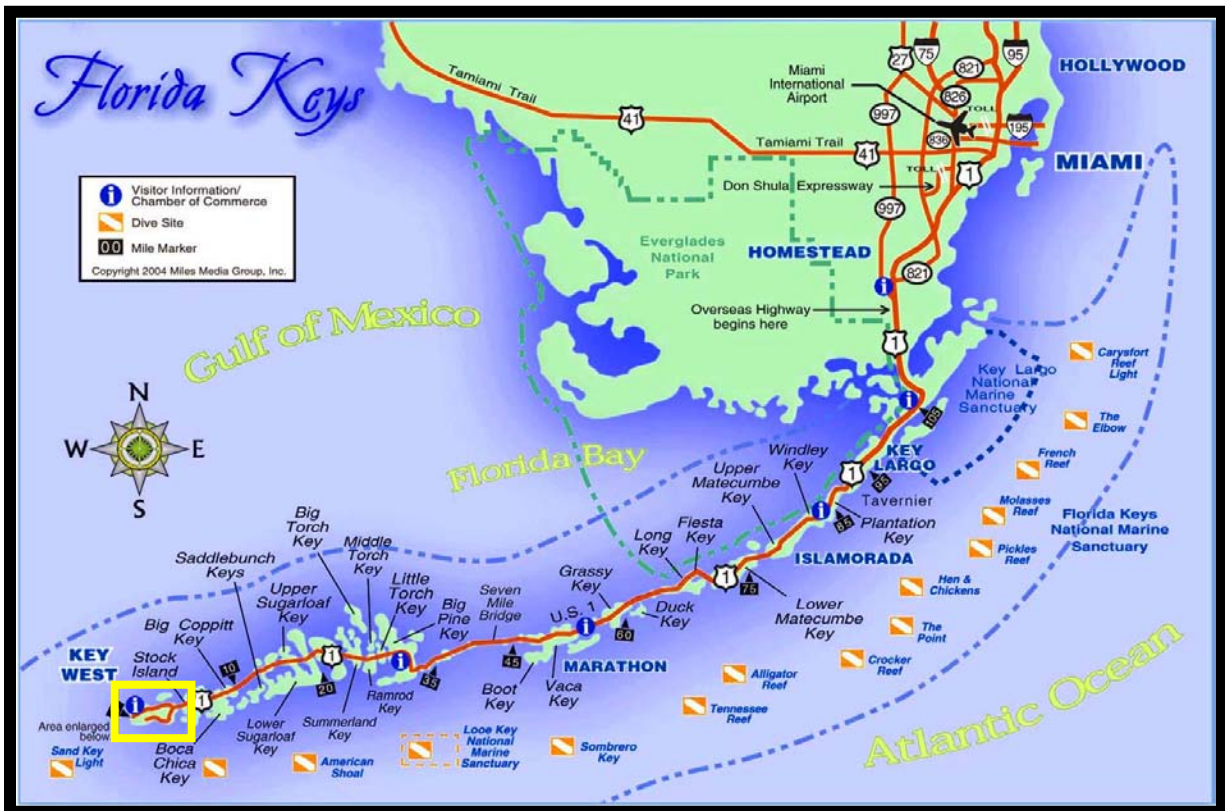 Florida Keys
Visitor Information/
Chamber of Commerce
Dive Site
00 Mile Marker
Copyright 2004 Miles Media Group, Inc.
Tamiami Trail
41
Tamiami Trail
41
27
75
95
821
826
HOLLYWOOD
Miami
International
Airport
TOLL
997
836
195
MIAMI
TOLL
1
Don Shula Expressway
997
Everglades
National
Park
HOMESTEAD
821
Overseas Highway
begins here
1
Gulf of Mexico
Key Largo
National
Marine
Sanctuary
Carysfort
Reef
Light
105
The
Elbow
N
W
E
S
Florida Bay
Windley
Key
KEY
LARGO
1
95
French
Reef
Upper
Matecumbe
Key
Tavernier
Plantation
Key
85
Molasses
Reef
Florida Keys
National Marine
Sanctuary
Pickles
Reef
ISLAMORADA
Big
Torch
Key
Middle
Torch Key
Saddlebunch
Keys
Upper
Sugarloaf
Key
Little
Torch
Key
Big
Pine
Key
Seven
Mile
Bridge
U.S. 1
Grassy
Key
Long
Key
Fiesta
Key
1
75
Lower
Matecumbe
Key
Hen &
Chickens
Duck
Key
60
The
Point
Crocker
Reef
Big Coppitt
Key
KEY
WEST
Stock
Island
10
1
1
20
35
45
MARATHON
Boot
Key
Vaca
Key
Alligator
Reef
Tennessee
Reef
Ramrod
Key
Summerland
Key
Lower
Sugarloaf
Key
Boca
Chica
Key
Area enlarged
below
Sand Key
Light
American
Shoal
Looe Key
National
Marine
Sanctuary
Sombrero
Key
Atlantic Ocean